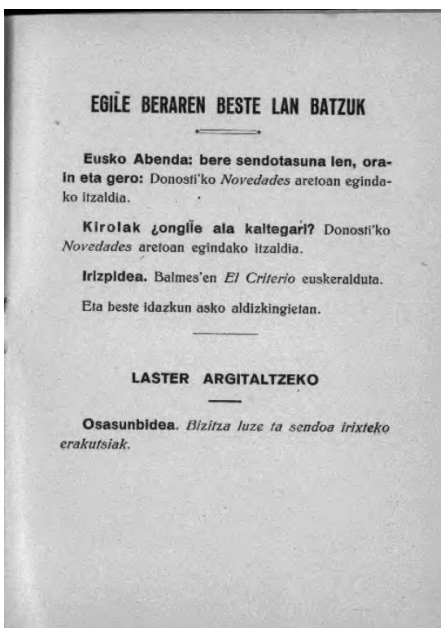 EGIL̃E BERAREN BESTE LAN BATZUK
Eusko Abenda: bere sendotasuna len, ora-
in eta gero: Donosti'ko Novedades aretoan eginda-
ko itzaldia.
Kirolak ¿ongil̃e ala kaltegari? Donosti'ko
Novedades aretoan egindako itzaldia.
Irizpidea. Balmes'en El Criterio euskeralduta.
Eta beste idazkun asko aldizkingietan.
LASTER ARGITALTZEKO
Osasunbidea. Bizitza luze ta sendoa irixteko
erakutsiak.